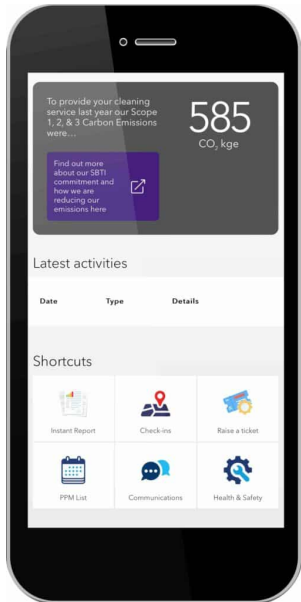 To provide your cleaning
service last year our Scope
1, 2, & 3 Carbon Emissions
were...
585
CO₂ kge
Find out more
about our SBTI
commitment and
how we are
reducing our
emissions here
Latest activities
Date Type Details
Shortcuts
Instant Report Check-ins Raise a ticket
PPM List Communications Health & Safety